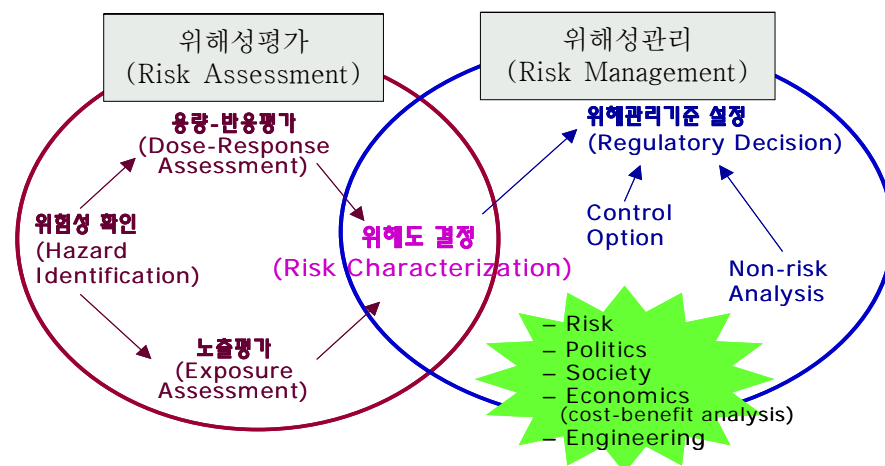 위해성평가
(Risk Assessment)
위해성관리
(Risk Management)
용량-반응평가
(Dose-Response
Assessment)
위험성 확인
(Hazard
Identification)
노출평가
(Exposure
Assessment)
위해도 결정
(Risk Characterization)
위해관리기준 설정
(Regulatory Decision)
Control
Option
Non-risk
Analysis
– Risk
– Politics
– Society
– Economics
(cost-benefit analysis)
– Engineering